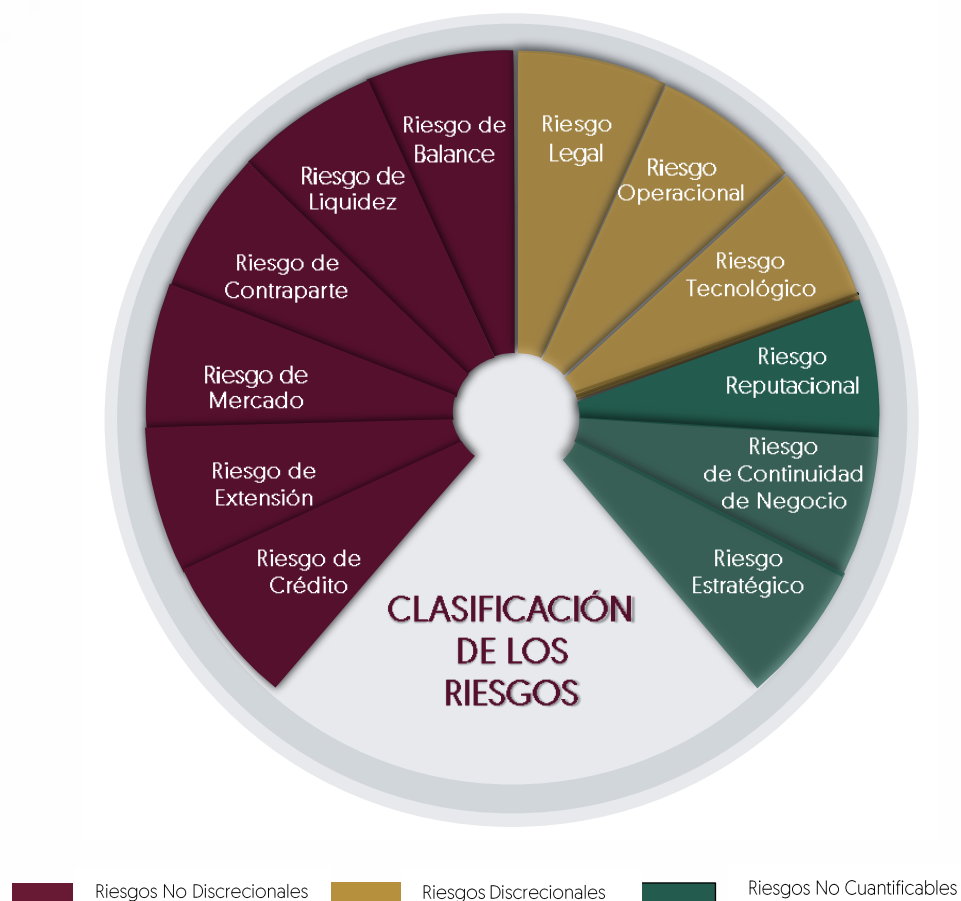 Riesgo de
Balance
Riesgo
Legal
Riesgo de
Liquidez
Riesgo
Operacional
Riesgo de
Contraparte
Riesgo
Tecnológico
Riesgo de
Mercado
Riesgo
Reputacional
Riesgo de
Extensión
Riesgo
de Continuidad
de Negocio
Riesgo de
Crédito
Riesgo
Estratégico
CLASIFICACIÓN
DE LOS
RIESGOS
Riesgos No Discrecionales
Riesgos Discrecionales
Riesgos No Cuantificables